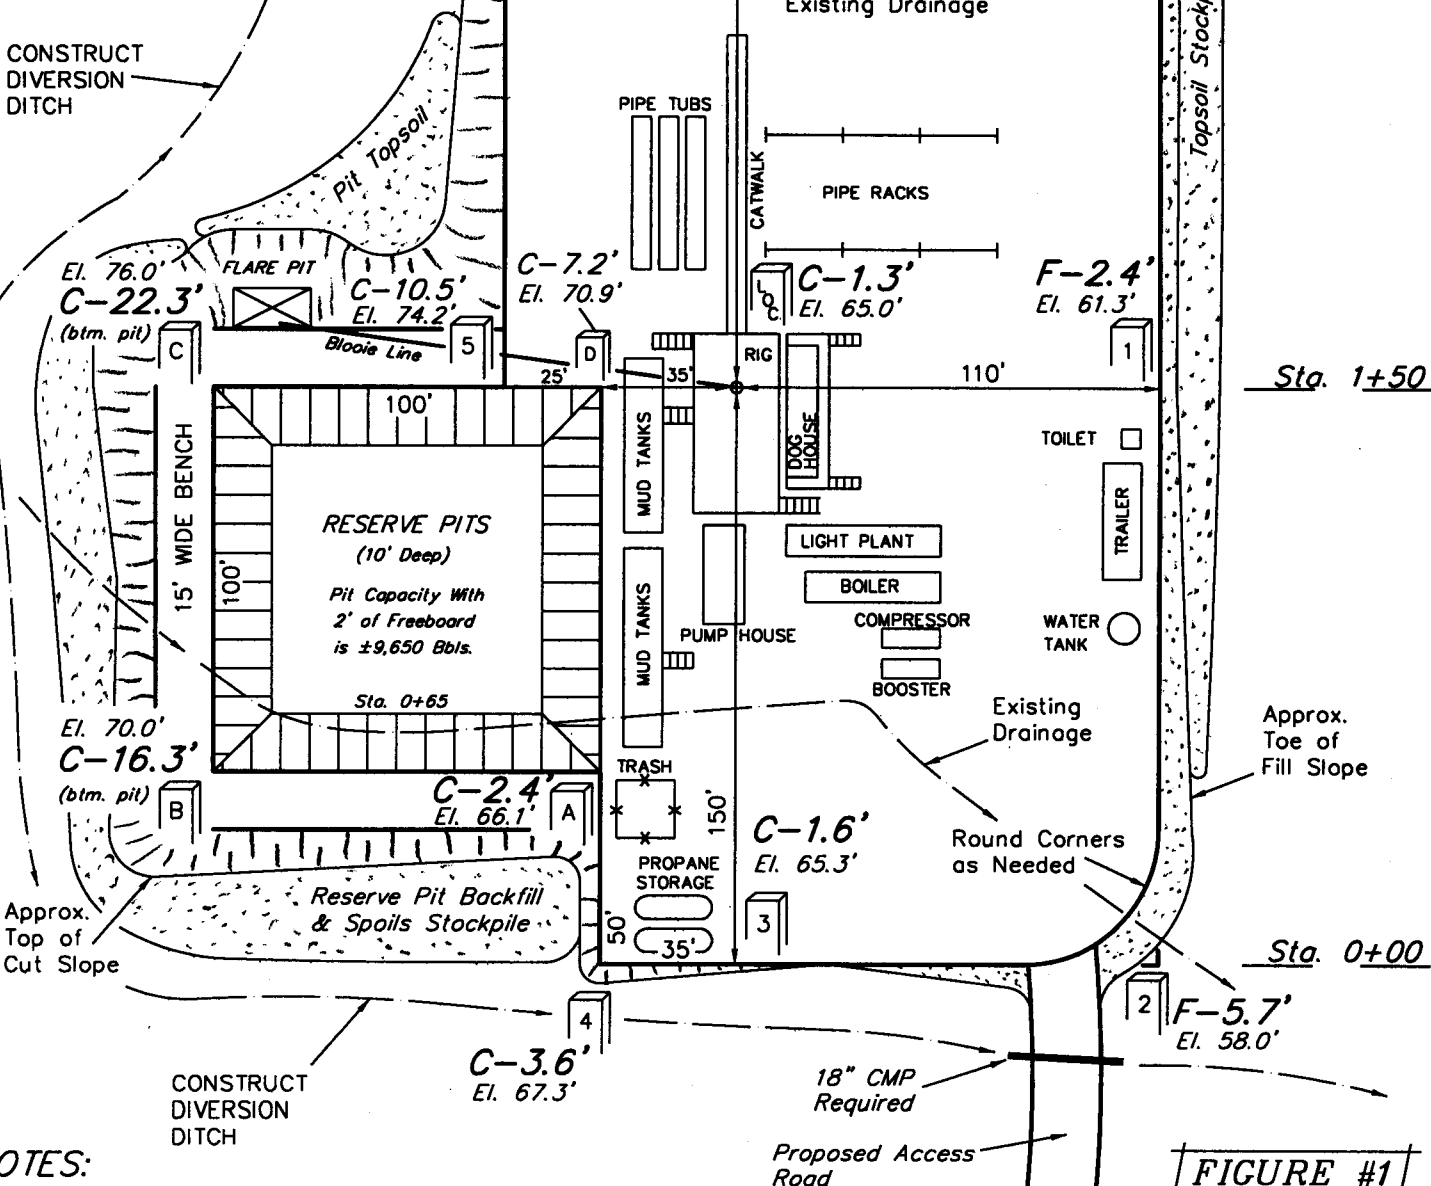 Existing Drainage
CONSTRUCT
DIVERSION
DITCH
Pit Topsoil
PIPE TUBS
CATWALK
PIPE RACKS
Topsoil
El. 76.0'
C-22.3'
(btm. pit)
C
FLARE PIT
C-10.5'
El. 74.2'
5
Blooie Line
C-7.2'
El. 70.9'
D
LOC.
C-1.3'
El. 65.0'
F-2.4'
El. 61.3'
1
RIG
25'
35'
110'
Sta. 1+50
100'
100'
15' WIDE BENCH
MUD TANKS
DOG
HOUSE
TOILET
TRAILER
RESERVE PITS
(10' Deep)
Pit Capacity With
2' of Freeboard
is ±9,650 Bbls.
Sta. 0+65
LIGHT PLANT
BOILER
COMPRESSOR
BOOSTER
PUMP HOUSE
MUD TANKS
WATER
TANK
Existing
Drainage
Approx.
Toe of
Fill Slope
El. 70.0'
C-16.3'
(btm. pit)
B
C-2.4'
El. 66.1'
A
TRASH
150'
C-1.6'
El. 65.3'
3
Round Corners
as Needed
PROPANE
STORAGE
50'
35'
Reserve Pit Backfill
& Spoils Stockpile
Approx.
Top of
Cut Slope
Sta. 0+00
2
F-5.7'
El. 58.0'
4
C-3.6'
El. 67.3'
CONSTRUCT
DIVERSION
DITCH
18" CMP
Required
Proposed Access
Road
OTES:
FIGURE #1